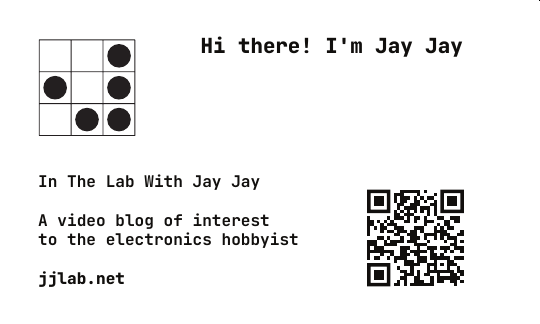 Hi there! I'm Jay Jay
In The Lab With Jay Jay
A video blog of interest
to the electronics hobbyist
jjlab.net